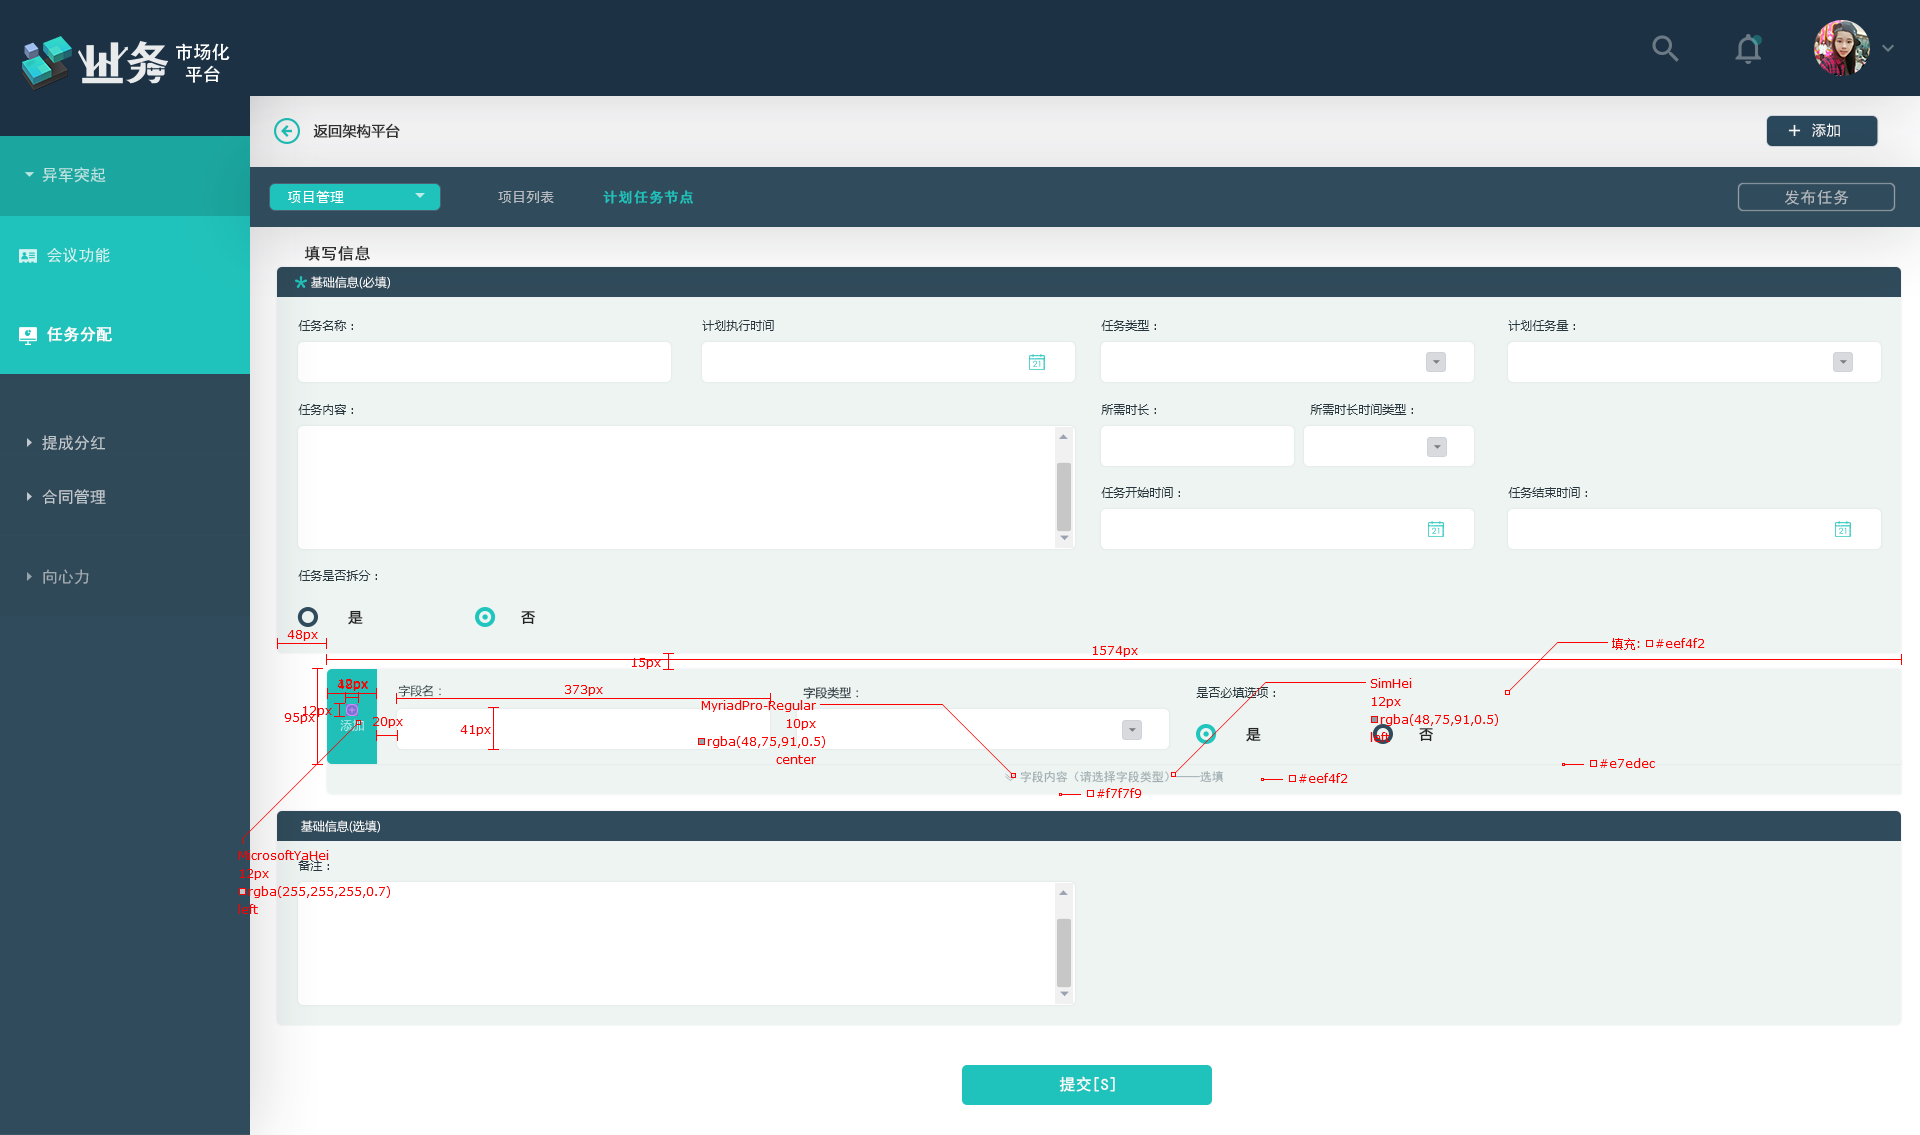 业务
市场化
平台
返回架构平台
+ 添加
异军突起
项目管理
项目列表
计划任务节点
发布任务
会议功能
任务分配
提成分红
合同管理
向心力
填写信息
基础信息(必填)
任务名称：
计划执行时间
任务类型：
计划任务量：
任务内容：
所需时长：
所需时长时间类型：
任务开始时间：
任务结束时间：
任务是否拆分：
是
否
48px
15px
1574px
填充: #eef4f2
12px
95px
20px
添加
字段名：
373px
41px
字段类型：
MyriadPro-Regular
10px
rgba(48,75,91,0.5)
center
是否必填选项：
SimHei
12px
rgba(48,75,91,0.5)
left
是
否
字段内容（请选择字段类型）——选填
#eef4f2
#e7edec
#f7f7f9
基础信息(选填)
MicrosoftYaHei
12px
rgba(255,255,255,0.7)
left
备注：
提交[S]